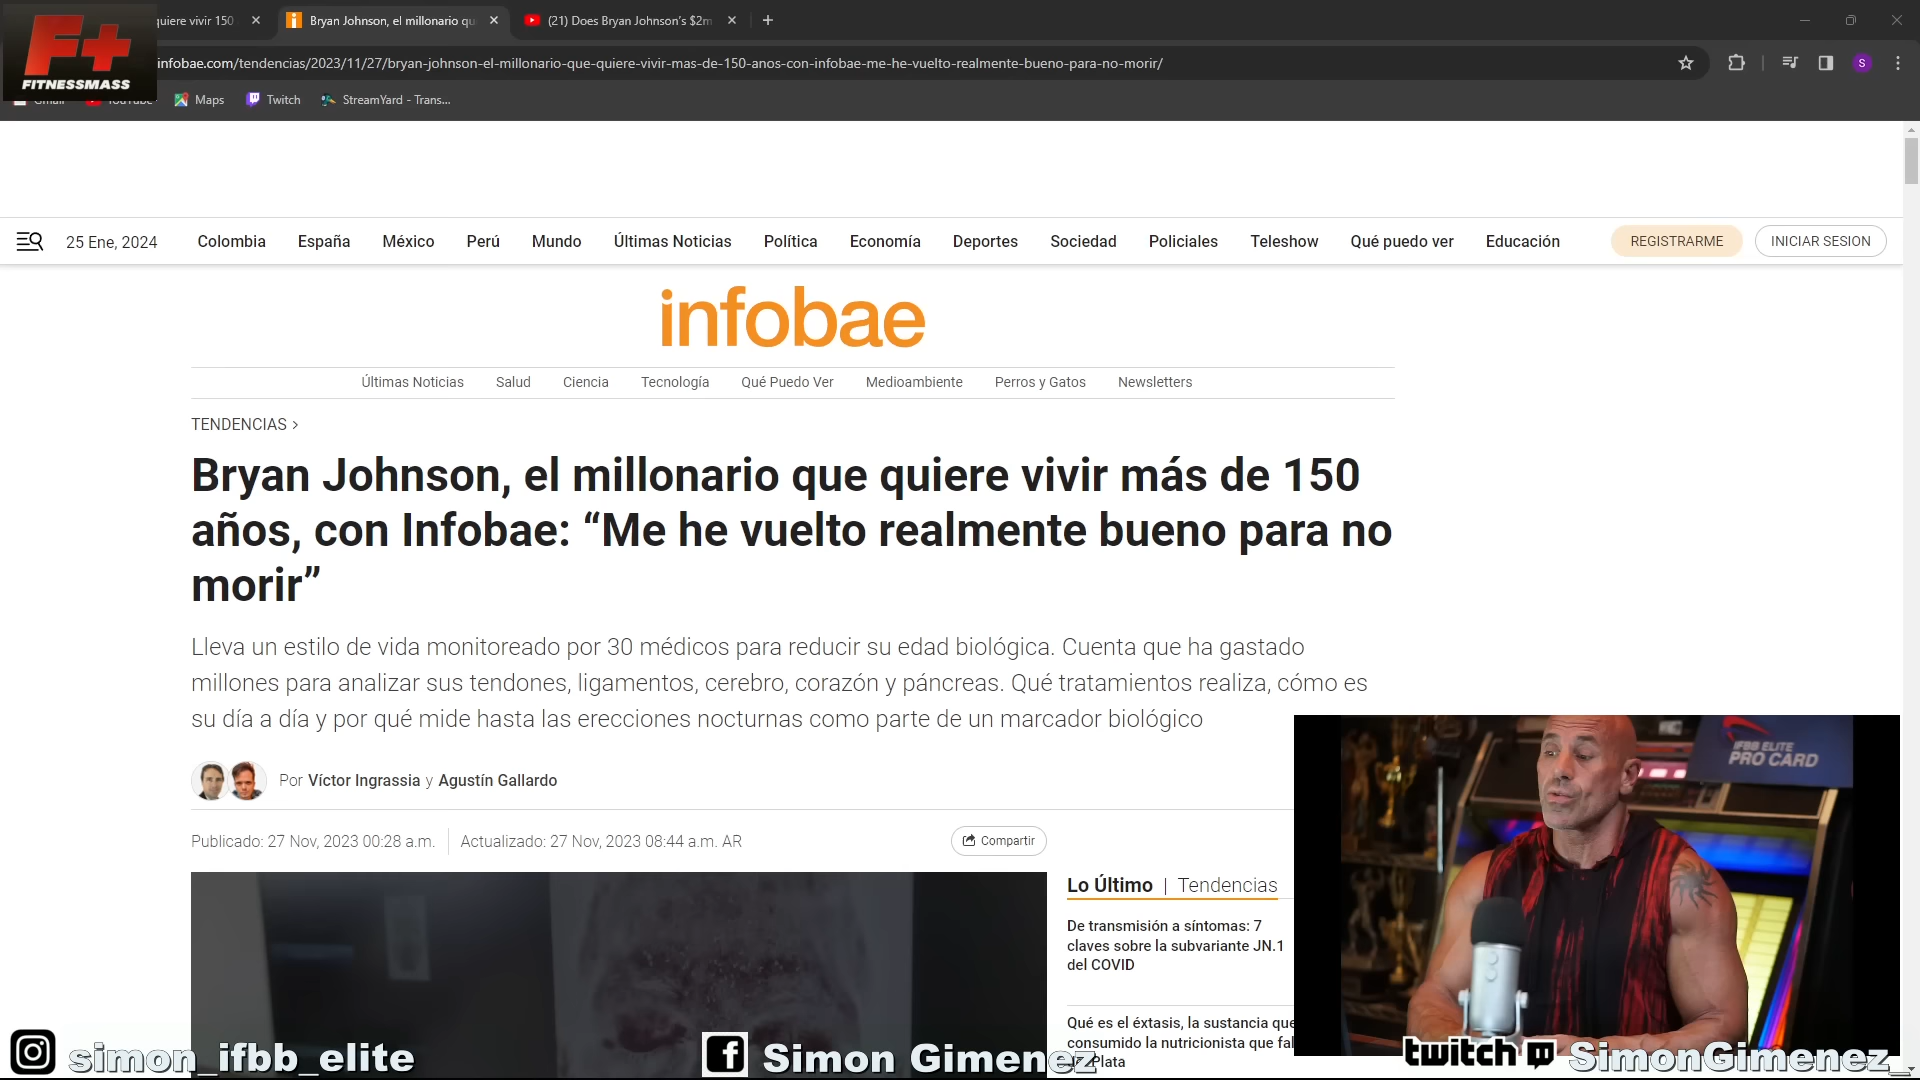 quiere vivir 150
Bryan Johnson, el millonario qu
(21) Does Bryan Johnson's $2m
F+
FITNESSMASS
infobae.com/tendencias/2023/11/27/bryan-johnson-el-millonario-que-quiere-vivir-mas-de-150-anos-con-infobae-me-he-vuelto-realmente-bueno-para-no-morir/
S
Gmail
YouTube
Maps
Twitch
StreamYard - Trans...
25 Ene, 2024
Colombia
España
México
Perú
Mundo
Últimas Noticias
Política
Economía
Deportes
Sociedad
Policiales
Teleshow
Qué puedo ver
Educación
REGISTRARME
INICIAR SESION
infobae
Últimas Noticias
Salud
Ciencia
Tecnología
Qué Puedo Ver
Medioambiente
Perros y Gatos
Newsletters
TENDENCIAS >
Bryan Johnson, el millonario que quiere vivir más de 150
años, con Infobae: “Me he vuelto realmente bueno para no
morir”
Lleva un estilo de vida monitoreado por 30 médicos para reducir su edad biológica. Cuenta que ha gastado
millones para analizar sus tendones, ligamentos, cerebro, corazón y páncreas. Qué tratamientos realiza, cómo es
su día a día y por qué mide hasta las erecciones nocturnas como parte de un marcador biológico
Por Víctor Ingrassia y Agustín Gallardo
Publicado: 27 Nov, 2023 00:28 a.m.
Actualizado: 27 Nov, 2023 08:44 a.m. AR
Compartir
Lo Último | Tendencias
De transmisión a síntomas: 7
claves sobre la subvariante JN.1
del COVID
Qué es el éxtasis, la sustancia que
consumido la nutricionista que fal
Plata
IFBB ELITE
PRO CARD
simon_ifbb_elite
Simon Gimenez
twitch
SimonGimenez_